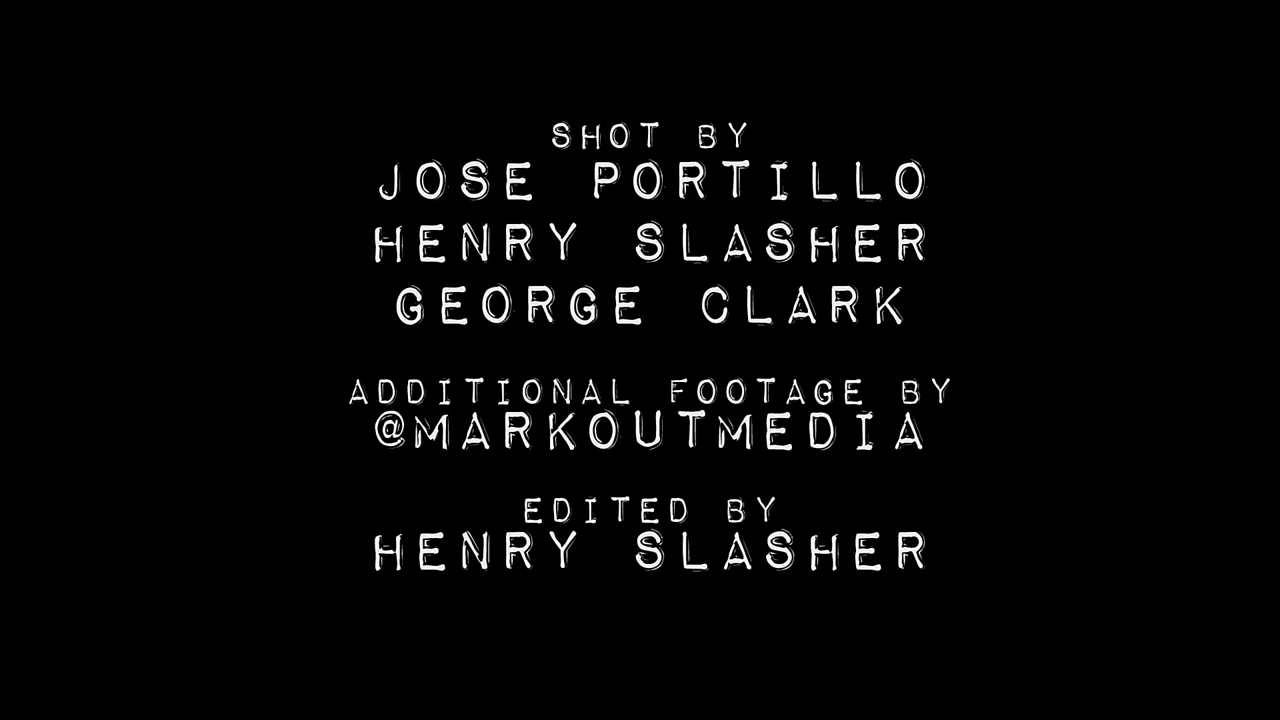 SHOT BY
JOSE PORTILLO
HENRY SLASHER
GEORGE CLARK
ADDITIONAL FOOTAGE BY
@MARKOUTMEDIA
EDITED BY
HENRY SLASHER